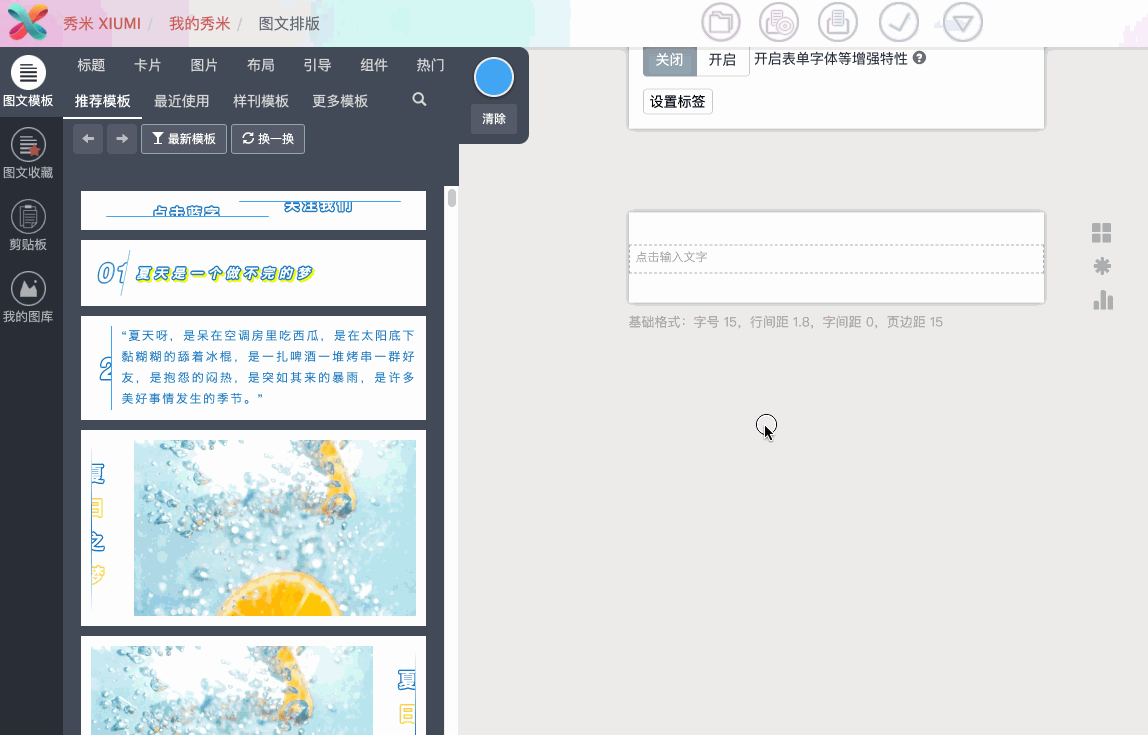 秀米 XIUMI / 我的秀米 / 图文排版
图文模板
图文收藏
剪贴板
我的图库
标题 卡片 图片 布局 引导 组件 热门
推荐模板 最近使用 样刊模板 更多模板
最新模板 换一换
清除
点击蓝字 关注我们
01 夏天是一个做不完的梦
2
“夏天呀，是呆在空调房里吃西瓜，是在太阳底下
黏糊糊的舔着冰棍，是一扎啤酒一堆烤串一群好
友，是抱怨的闷热，是突如其来的暴雨，是许多
美好事情发生的季节。”
夏
日
之
梦
夏
日
关闭 开启 开启表单字体等增强特性 ?
设置标签
点击输入文字
基础格式：字号 15，行间距 1.8，字间距 0，页边距 15